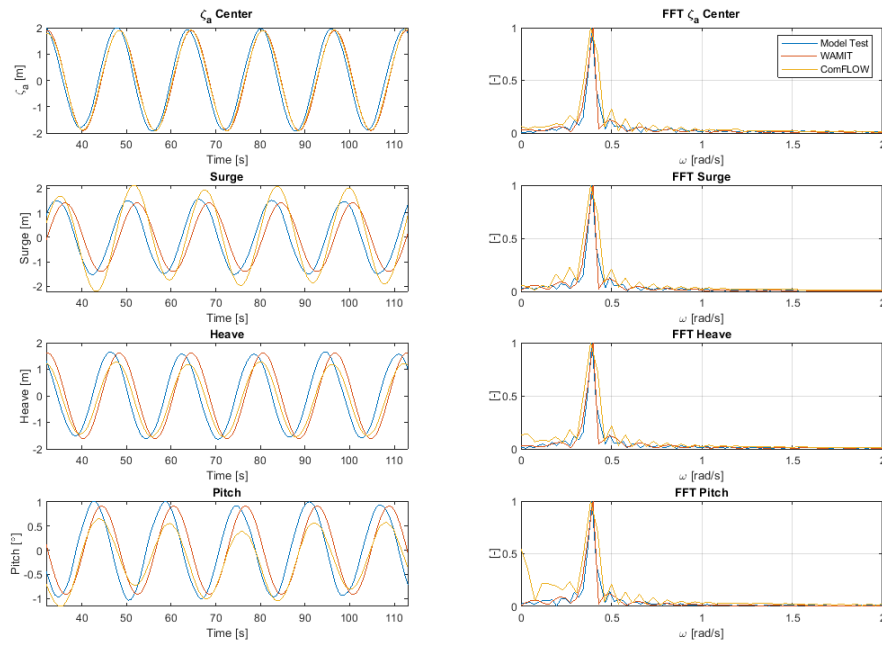 ζa Center
2
1
0
-1
-2
ζa [m]
40 50 60 70 80 90 100 110
Time [s]
FFT ζa Center
1
0.5
0
|Ξ|
0 0.5 1 1.5 2
ω [rad/s]
Model Test
WAMIT
ComFLOW
Surge
2
1
0
-1
-2
Surge [m]
40 50 60 70 80 90 100 110
Time [s]
FFT Surge
1
0.5
0
|Ξ|
0 0.5 1 1.5 2
ω [rad/s]
Heave
2
1
0
-1
-2
Heave [m]
40 50 60 70 80 90 100 110
Time [s]
FFT Heave
1
0.5
0
|Ξ|
0 0.5 1 1.5 2
ω [rad/s]
Pitch
1
0.5
0
-0.5
-1
Pitch [°]
40 50 60 70 80 90 100 110
Time [s]
FFT Pitch
1
0.5
0
|Ξ|
0 0.5 1 1.5 2
ω [rad/s]